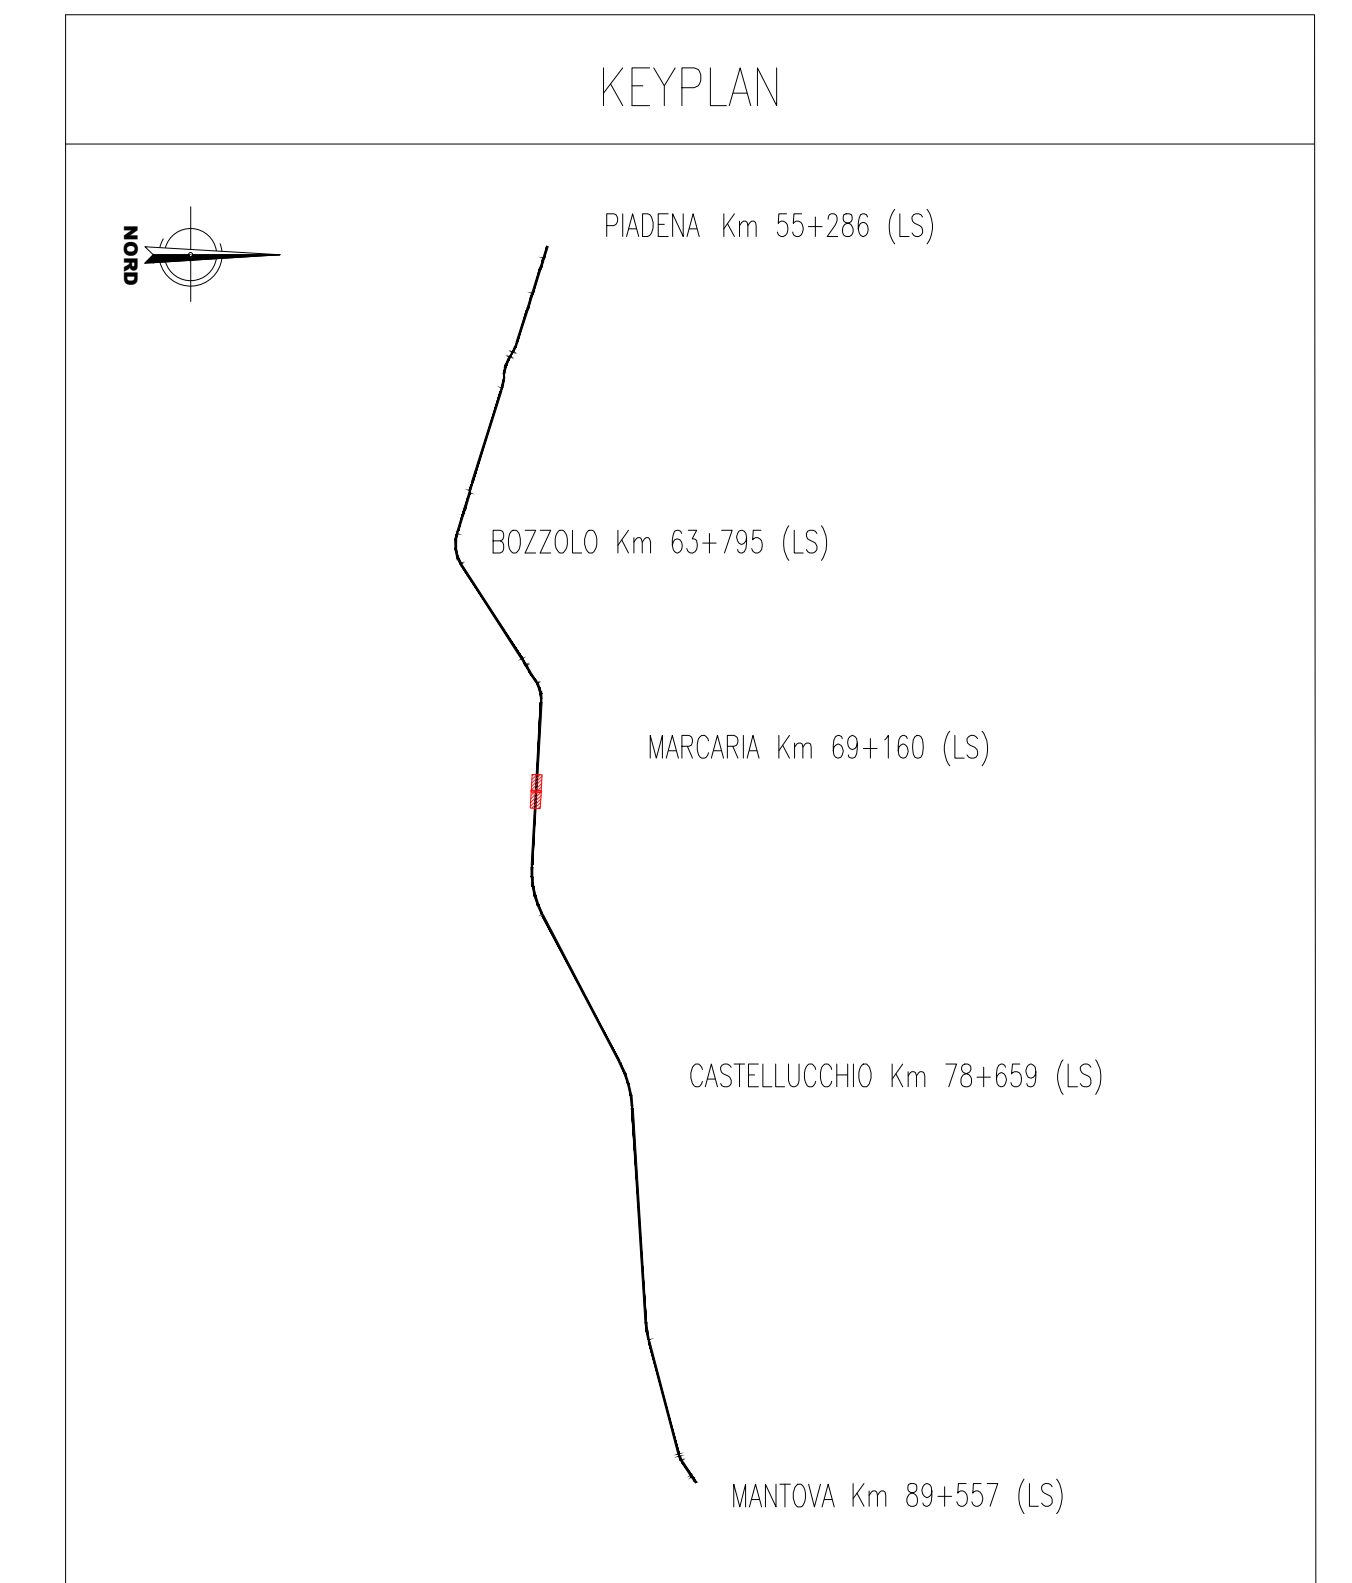 KEYPLAN
NORD
PIADENA Km 55+286 (LS)
BOZZOLO Km 63+795 (LS)
MARCARIA Km 69+160 (LS)
CASTELLUCCHIO Km 78+659 (LS)
MANTOVA Km 89+557 (LS)